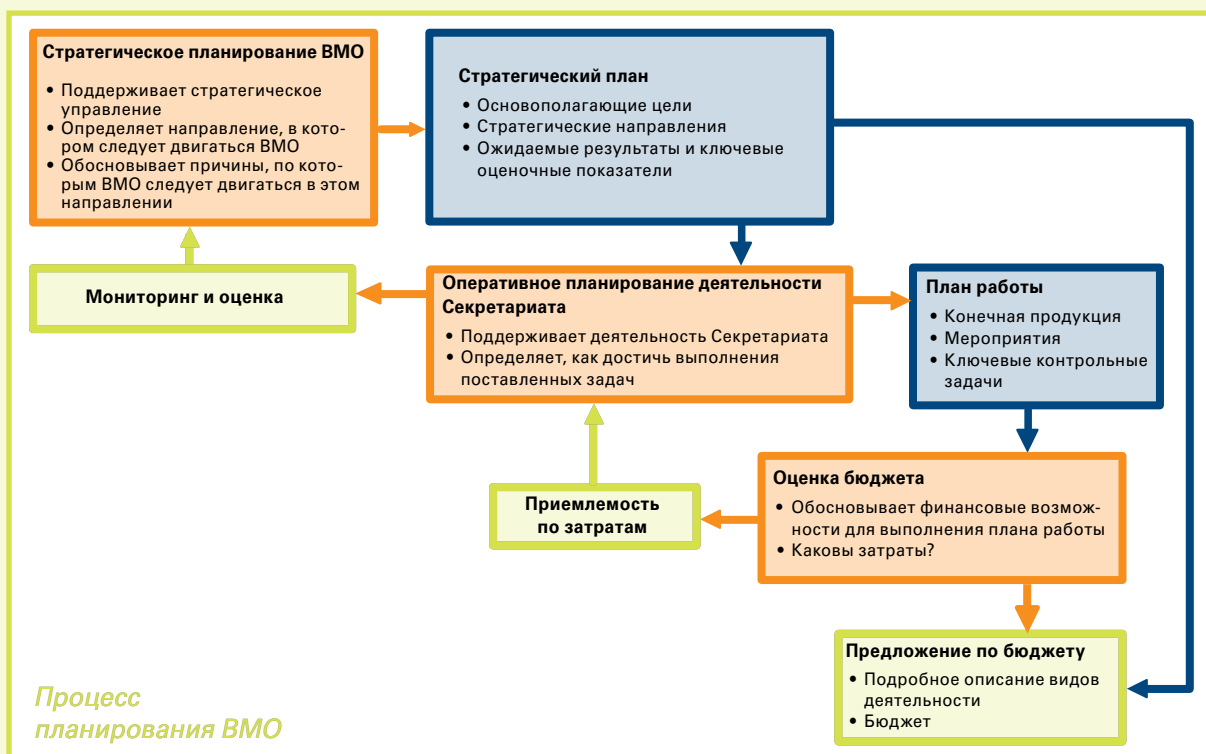 Стратегическое планирование ВМО
• Поддерживает стратегическое
управление
• Определяет направление, в кото-
ром следует двигаться ВМО
• Обосновывает причины, по кото-
рым ВМО следует двигаться в этом
направлении
Стратегический план
• Основополагающие цели
• Стратегические направления
• Ожидаемые результаты и ключевые
оценочные показатели
Мониторинг и оценка
Оперативное планирование деятельности
Секретариата
• Поддерживает деятельность Секретариата
• Определяет, как достичь выполнения
поставленных задач
План работы
• Конечная продукция
• Мероприятия
• Ключевые контрольные
задачи
Приемлемость
по затратам
Оценка бюджета
• Обосновывает финансовые возмож-
ности для выполнения плана работы
• Каковы затраты?
Предложение по бюджету
• Подробное описание видов
деятельности
• Бюджет
Процесс
планирования ВМО